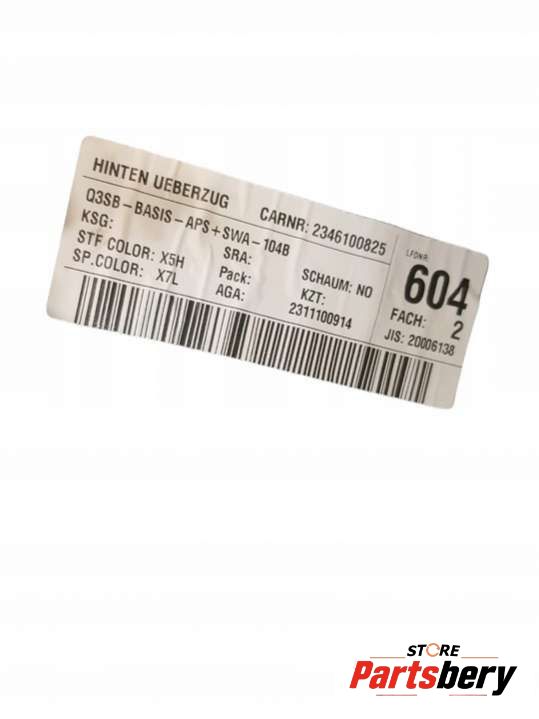 HINTEN UEBERZUG
CARNR: 2346100825
Q3SB-BASIS-APS+SWA-104B
KSG:
SRA:
SCHAUM: NO
STF COLOR: X5H
Pack:
KZT:
SP.COLOR: X7L
AGA:
2311100914
LFDNR.
604
FACH: 2
JIS: 20006138
STORE
Partsbery